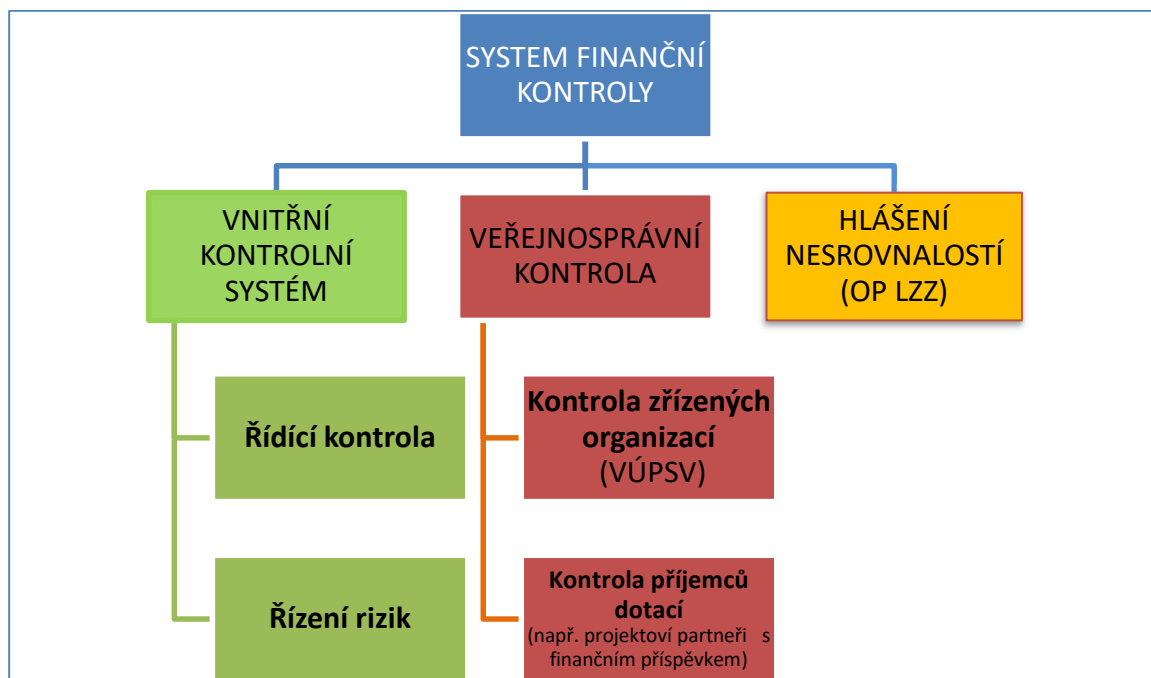 SYSTEM FINANČNÍ
KONTROLY
VNITŘNÍ
KONTROLNÍ
SYSTÉM
VEŘEJNOSPRÁVNÍ
KONTROLA
HLÁŠENÍ
NESROVNALOSTÍ
(OP LZZ)
Řídící kontrola
Kontrola zřízených
organizací
(VÚPSV)
Řízení rizik
Kontrola příjemců
dotací
(např. projektoví partneři s
finančním příspěvkem)